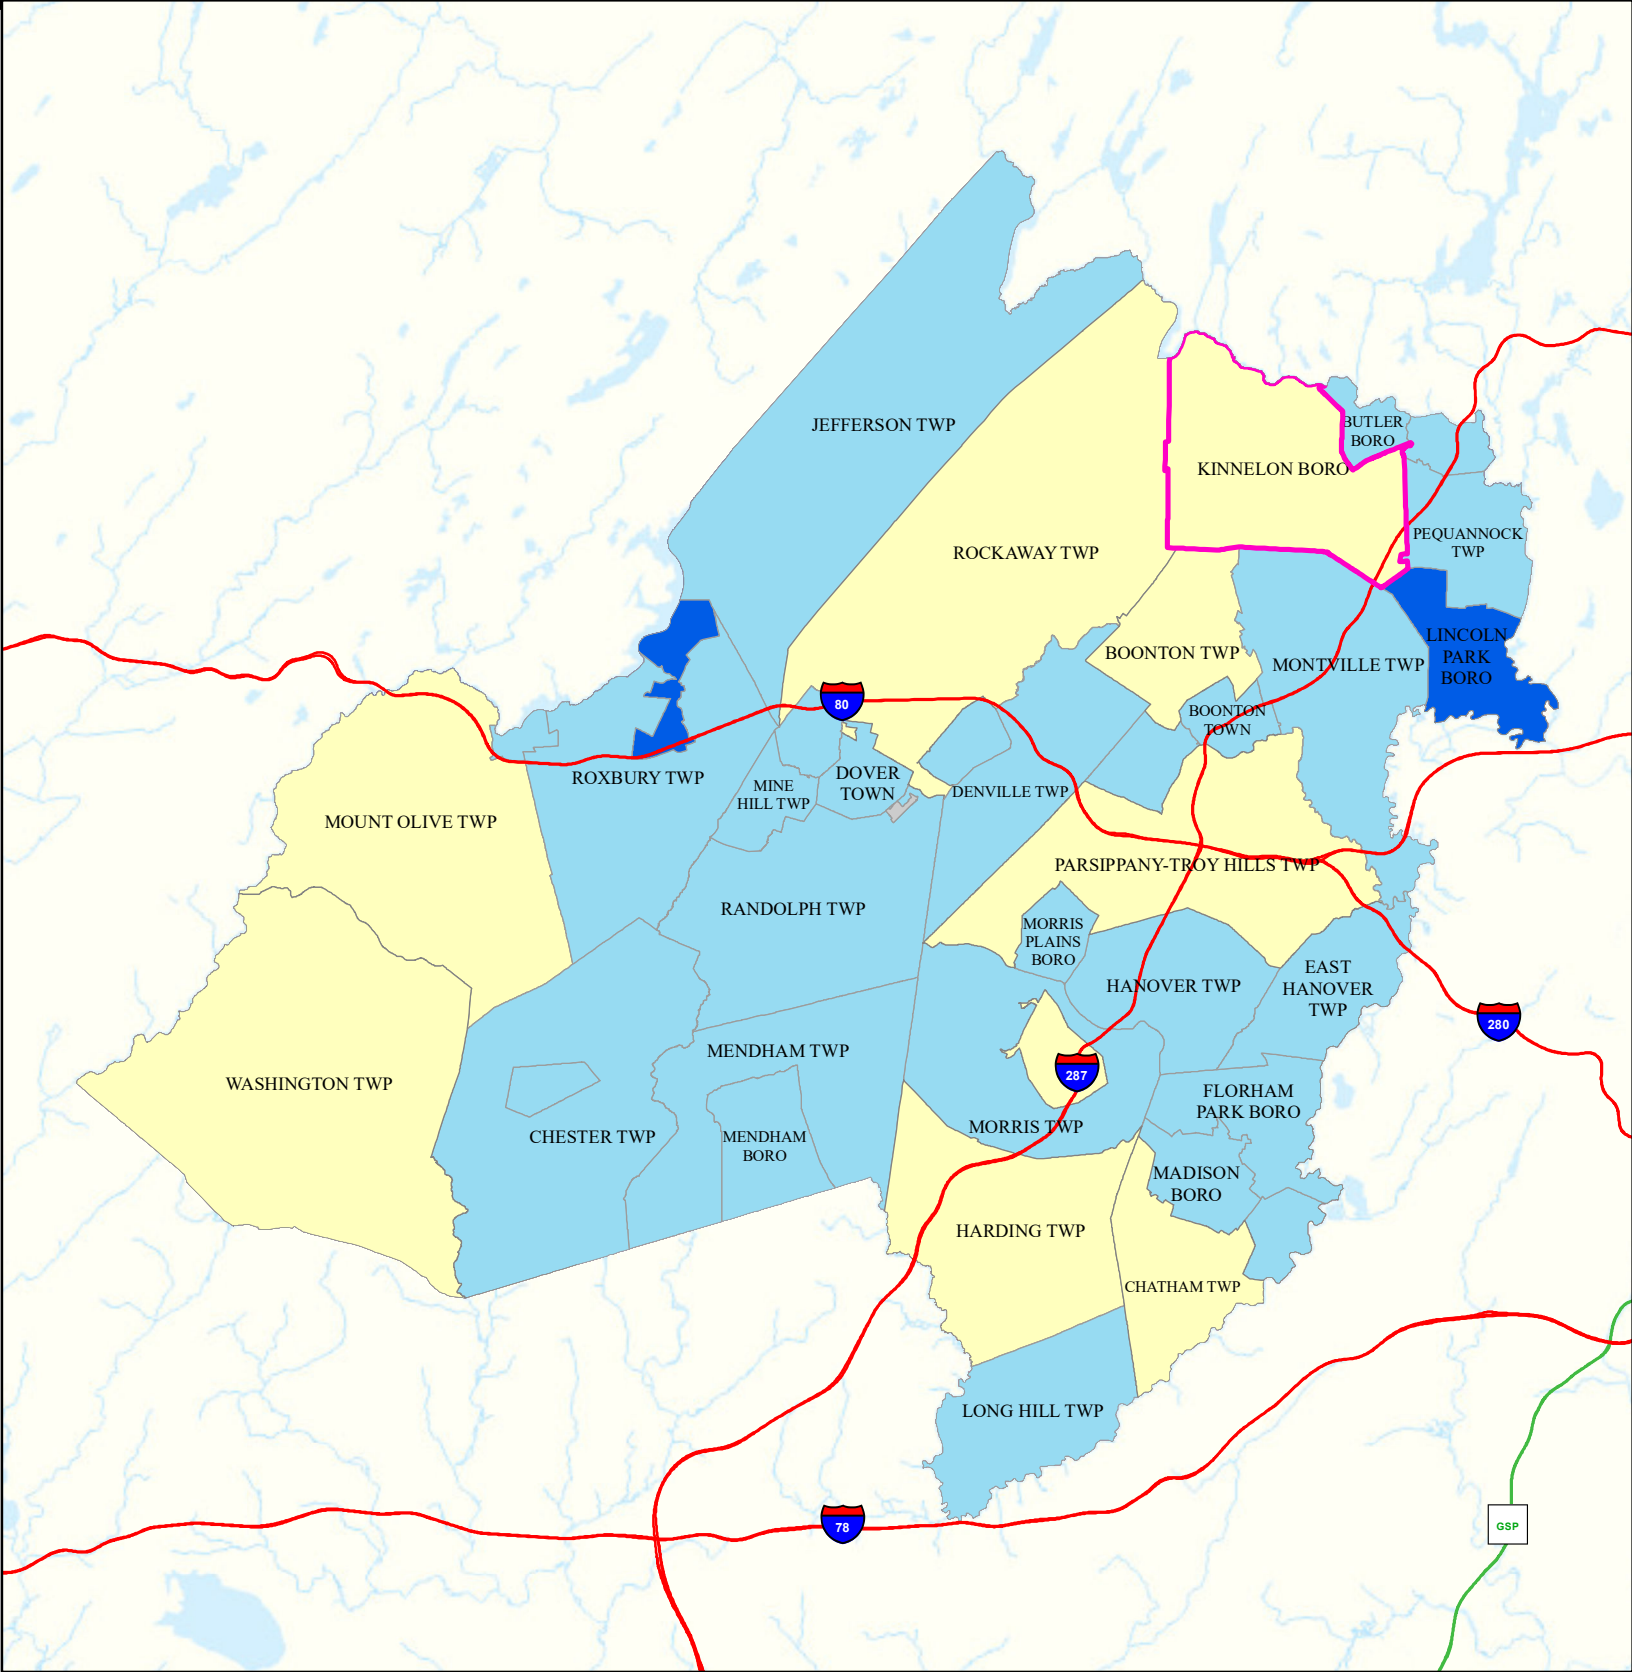 JEFFERSON TWP
BUTLER
BORO
KINNELON BORO
ROCKAWAY TWP
PEQUANNOCK
TWP
BOONTON TWP
MONTVILLE TWP
LINCOLN
PARK
BORO
80
BOONTON
TOWN
ROXBURY TWP
MINE
HILL TWP
DOVER
TOWN
DENVILLE TWP
MOUNT OLIVE TWP
PARSIPPANY-TROY HILLS TWP
RANDOLPH TWP
MORRIS
PLAINS
BORO
HANOVER TWP
EAST
HANOVER
TWP
280
MENDHAM TWP
287
WASHINGTON TWP
FLORHAM
PARK BORO
CHESTER TWP
MENDHAM
BORO
MORRIS TWP
MADISON
BORO
HARDING TWP
CHATHAM TWP
LONG HILL TWP
78
GSP